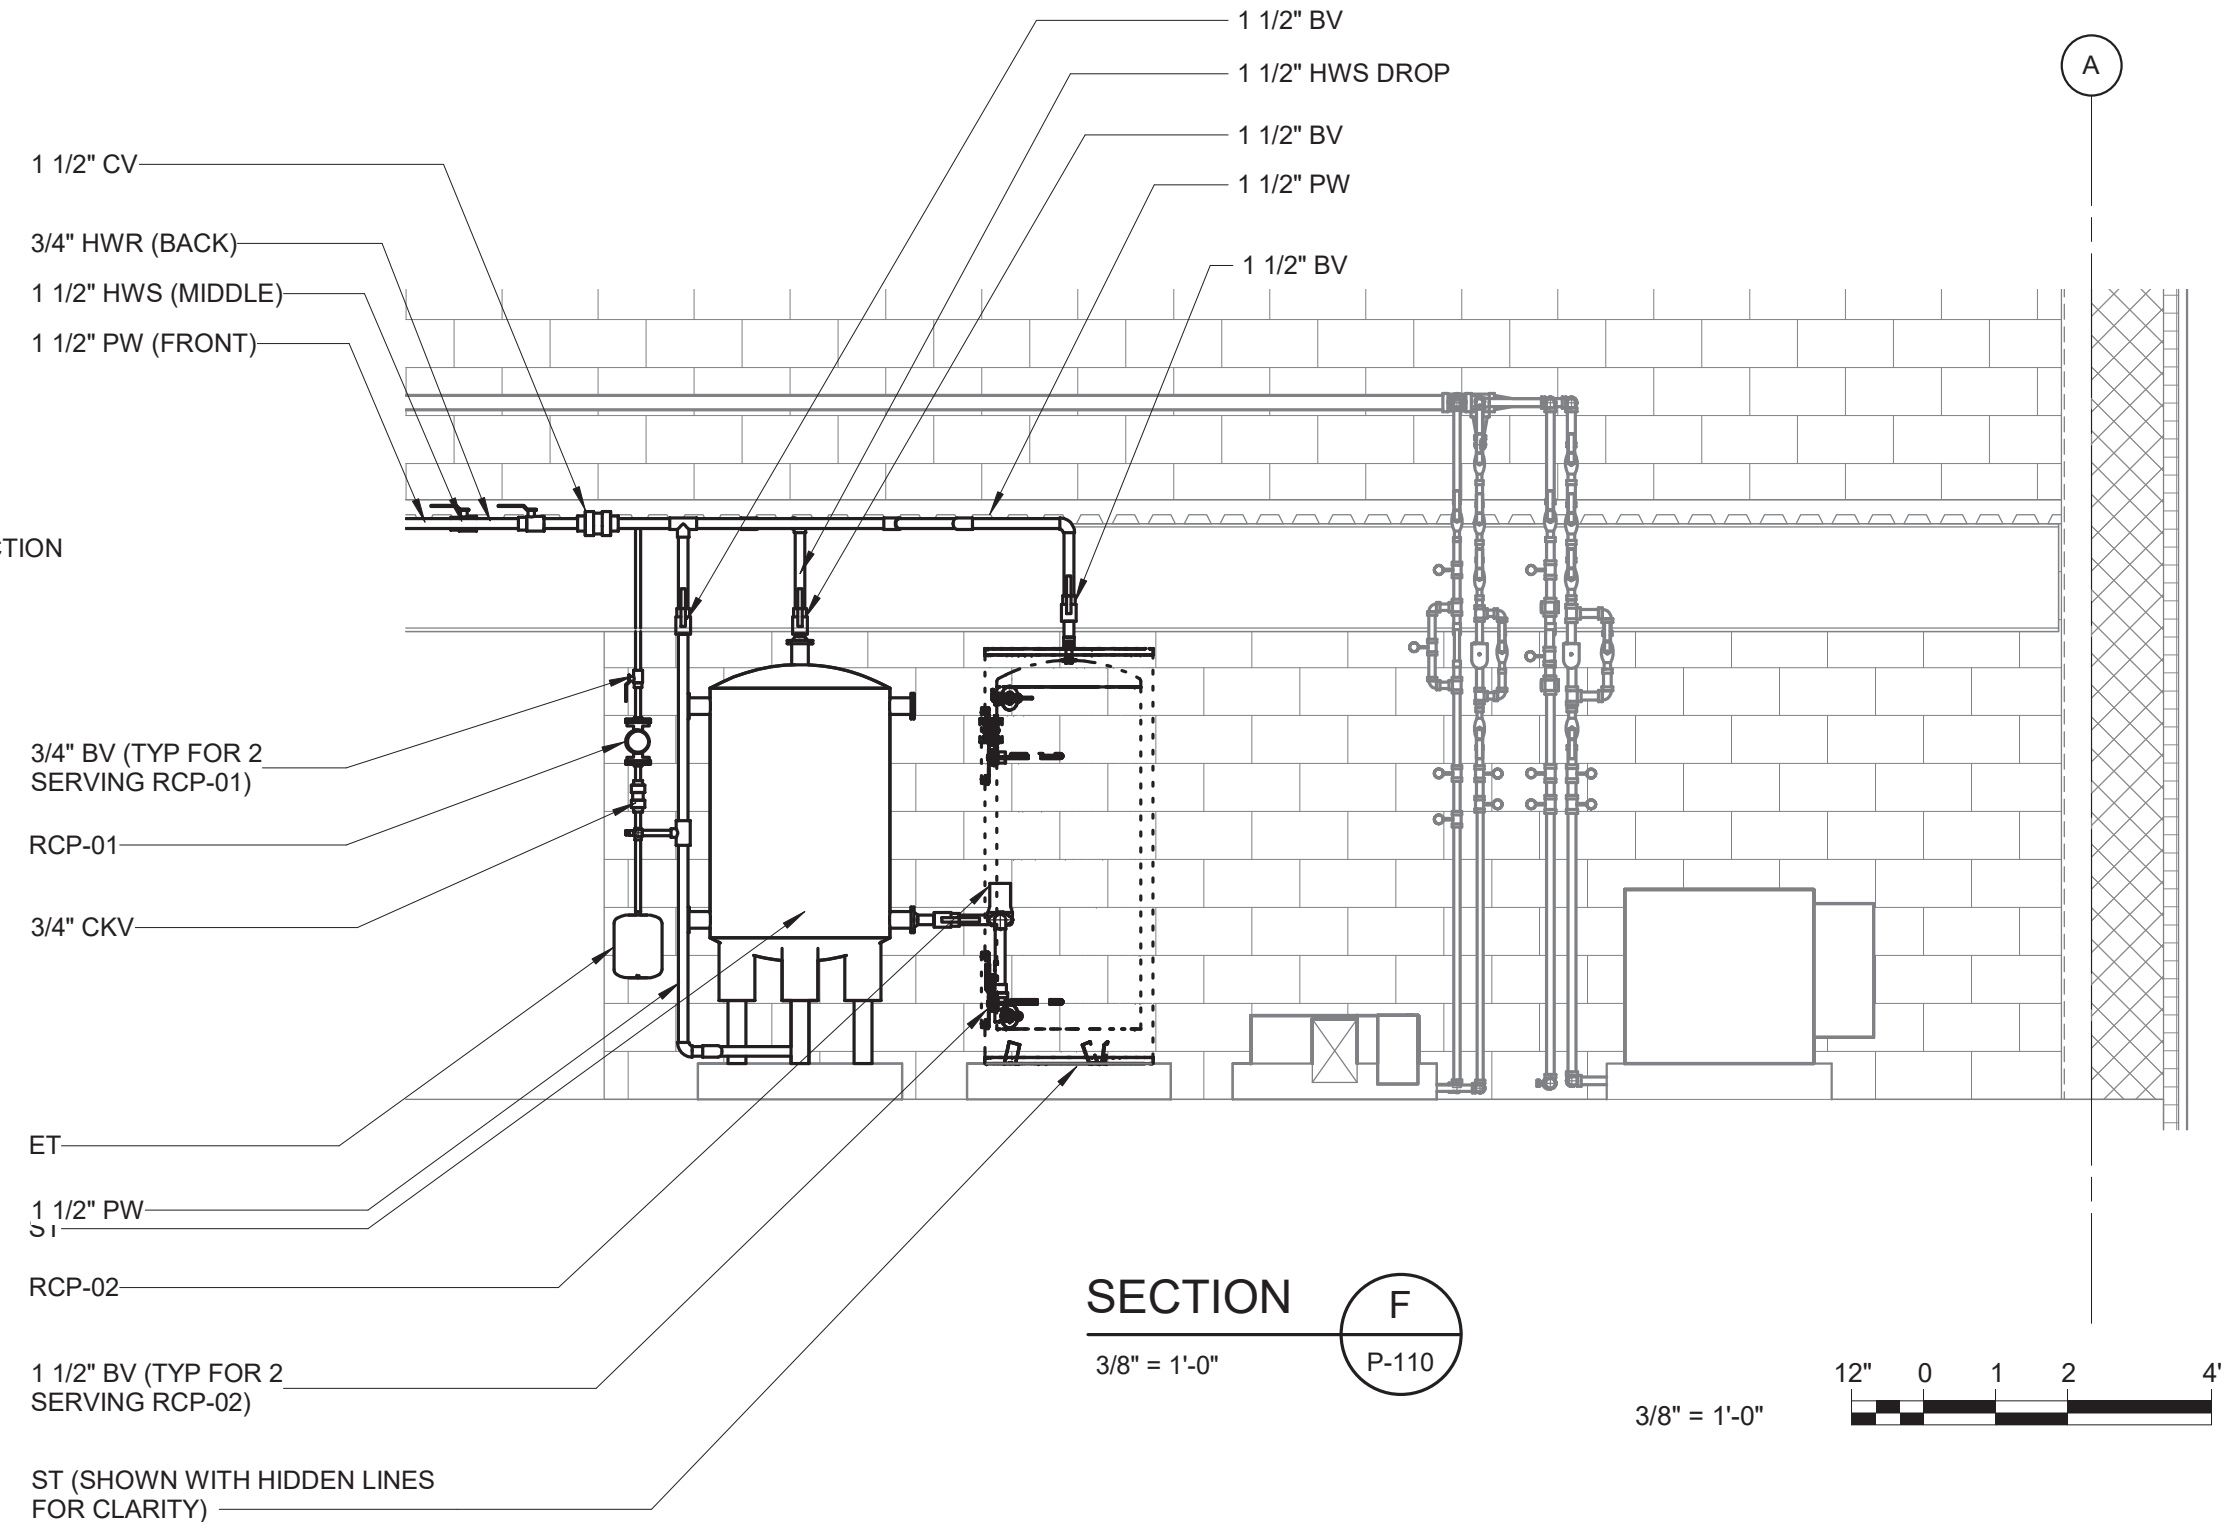 1 1/2" BV
1 1/2" HWS DROP
1 1/2" BV
1 1/2" PW
1 1/2" BV
A
1 1/2" CV
3/4" HWR (BACK)
1 1/2" HWS (MIDDLE)
1 1/2" PW (FRONT)
CTION
3/4" BV (TYP FOR 2
SERVING RCP-01)
RCP-01
3/4" CKV
ET
1 1/2" PW
ST
RCP-02
1 1/2" BV (TYP FOR 2
SERVING RCP-02)
ST (SHOWN WITH HIDDEN LINES
FOR CLARITY)
SECTION
F
3/8" = 1'-0"
P-110
3/8" = 1'-0"
12" 0 1 2 4'